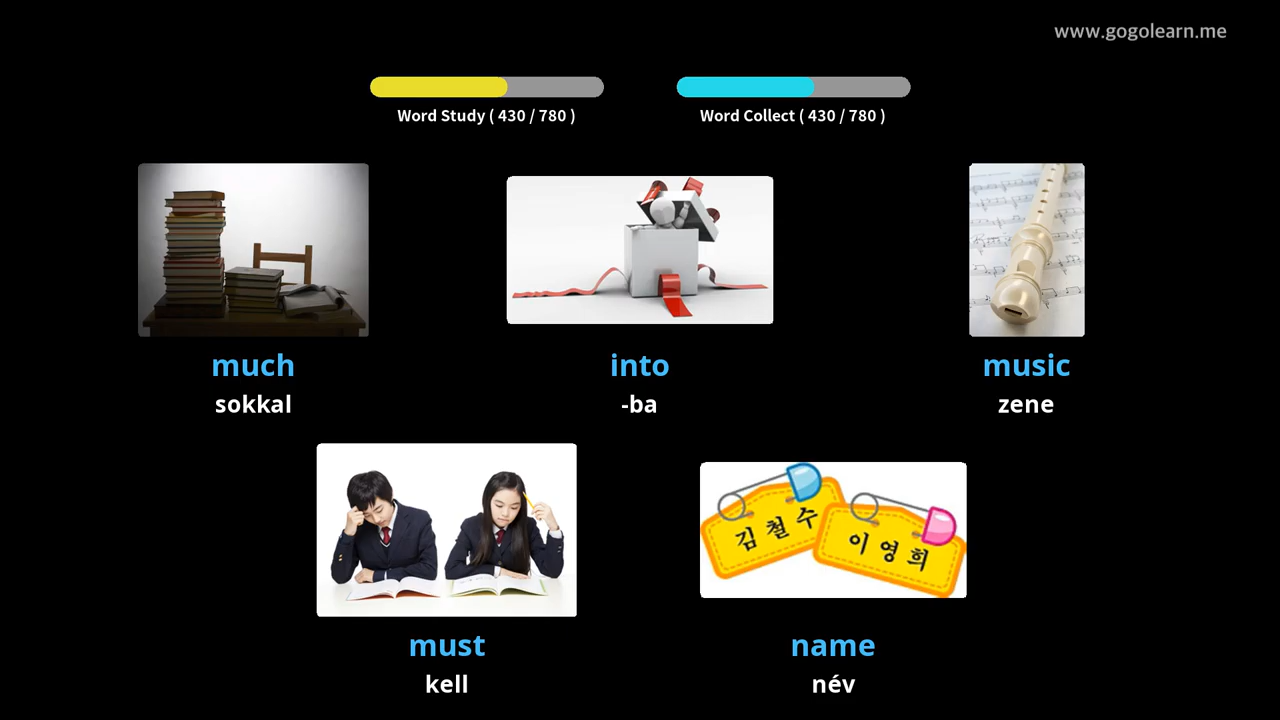 www.gogolearn.me
Word Study ( 430 / 780 )
Word Collect ( 430 / 780 )
much
sokkal
into
-ba
music
zene
김철수
이영희
must
kell
name
név